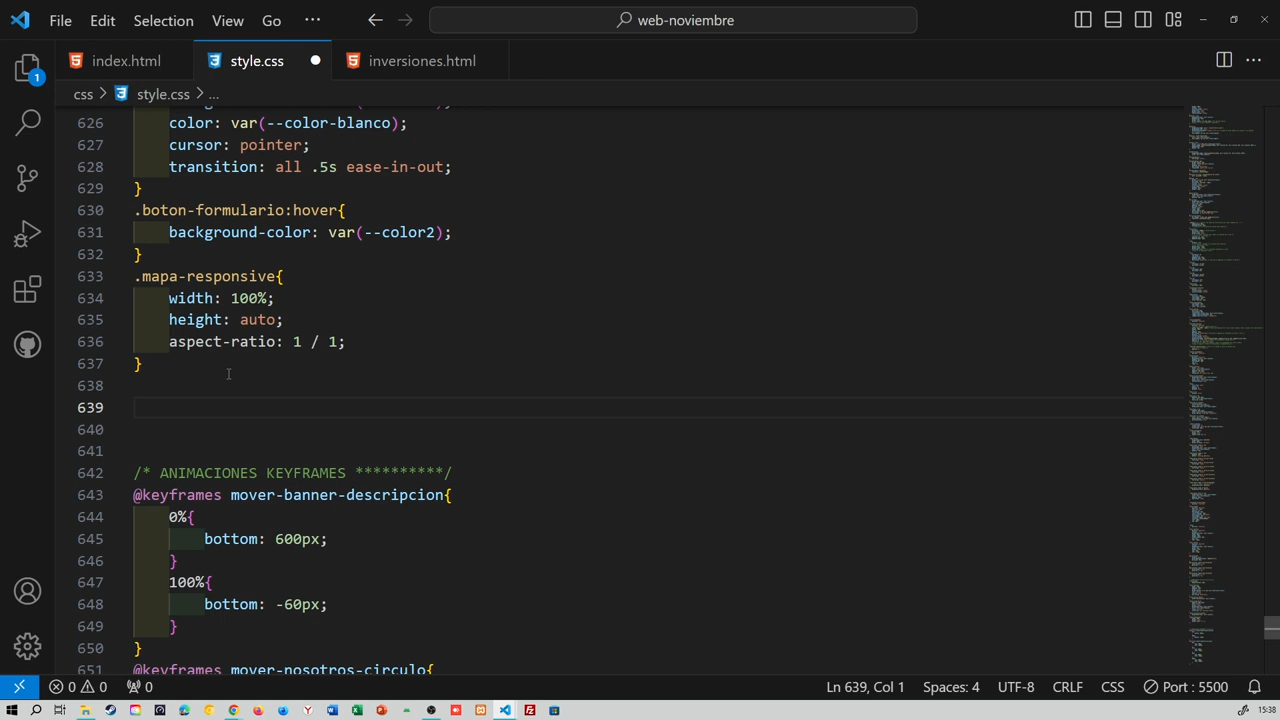 File Edit Selection View Go ··· web-noviembre
index.html style.css inversiones.html
css > style.css > ...
626 color: var(--color-blanco);
627 cursor: pointer;
628 transition: all .5s ease-in-out;
629 }
630 .boton-formulario:hover{
631 background-color: var(--color2);
632 }
633 .mapa-responsive{
634 width: 100%;
635 height: auto;
636 aspect-ratio: 1 / 1;
637 }
638
639
640
641
642 /* ANIMACIONES KEYFRAMES **********/
643 @keyframes mover-banner-descripcion{
644 0%{
645 bottom: 600px;
646 }
647 100%{
648 bottom: -60px;
649 }
650 }
651 @keyframes mover-nosotros-circulo{
1
0 0 0 Ln 639, Col 1 Spaces: 4 UTF-8 CRLF CSS Port : 5500
15:38